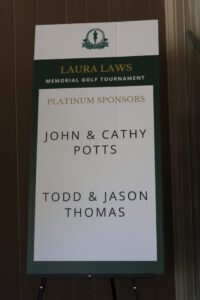 LAURA LAWS
MEMORIAL GOLF TOURNAMENT
PLATINUM SPONSORS
JOHN & CATHY
POTTS
TODD & JASON
THOMAS